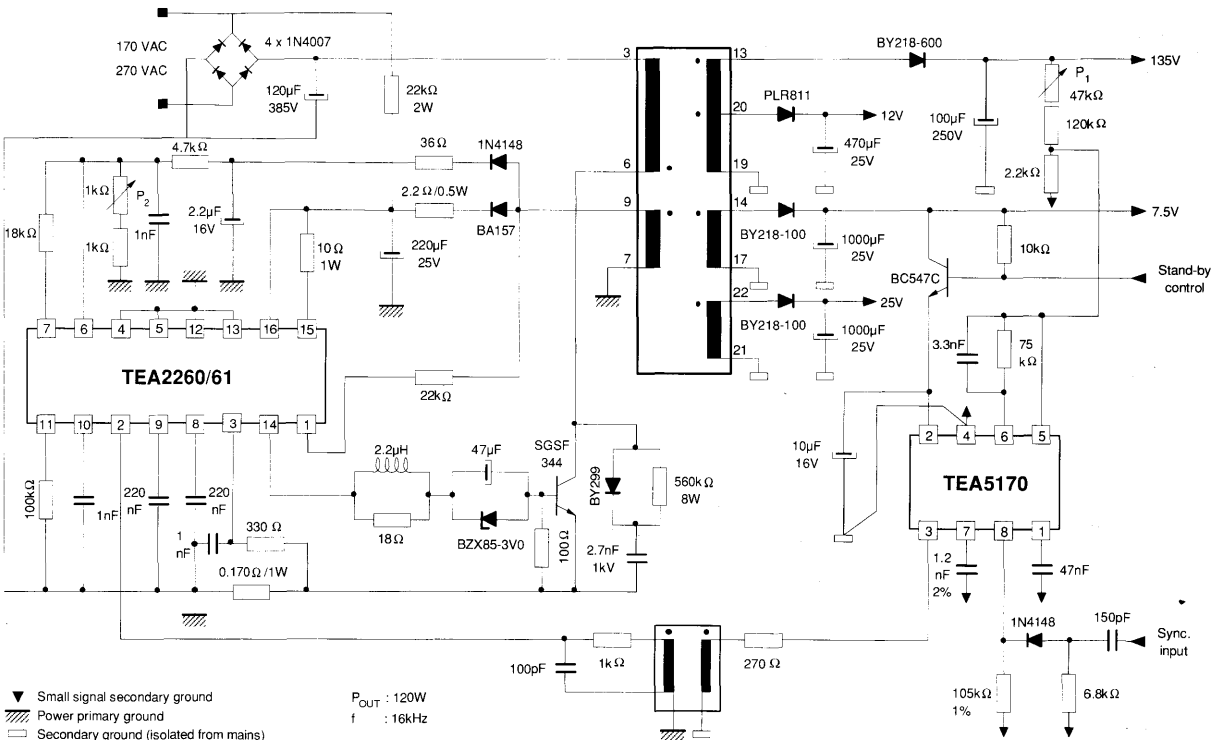 170 VAC
270 VAC
4 x 1N4007
120µF
385V
22kΩ
2W
3
6
9
7
13
20
19
14
17
22
21
BY218-600
PLR811
12V
470µF
25V
100µF
250V
P1
47kΩ
120kΩ
2.2kΩ
135V
4.7kΩ
36Ω
1N4148
2.2Ω/0.5W
BA157
1kΩ
P2
1kΩ
1nF
18kΩ
2.2µF
16V
10Ω
1W
220µF
25V
BY218-100
1000µF
25V
7.5V
BY218-100
1000µF
25V
25V
BC547C
10kΩ
Stand-by
control
3.3nF
75
kΩ
7
6
4
5
12
13
16
15
TEA2260/61
11
10
2
9
8
3
14
1
22kΩ
100kΩ
1nF
220
nF
220
nF
1
nF
330 Ω
0.170Ω/1W
2.2µH
18Ω
47µF
BZX85-3V0
SGSF
344
100Ω
BY299
560kΩ
8W
2.7nF
1kV
10µF
16V
2
4
6
5
TEA5170
3
7
8
1
1.2
nF
2%
47nF
1N4148
150pF
Sync.
input
105kΩ
1%
6.8kΩ
100pF
1kΩ
270 Ω
Small signal secondary ground
Power primary ground
Secondary ground (isolated from mains)
POUT : 120W
f : 16kHz